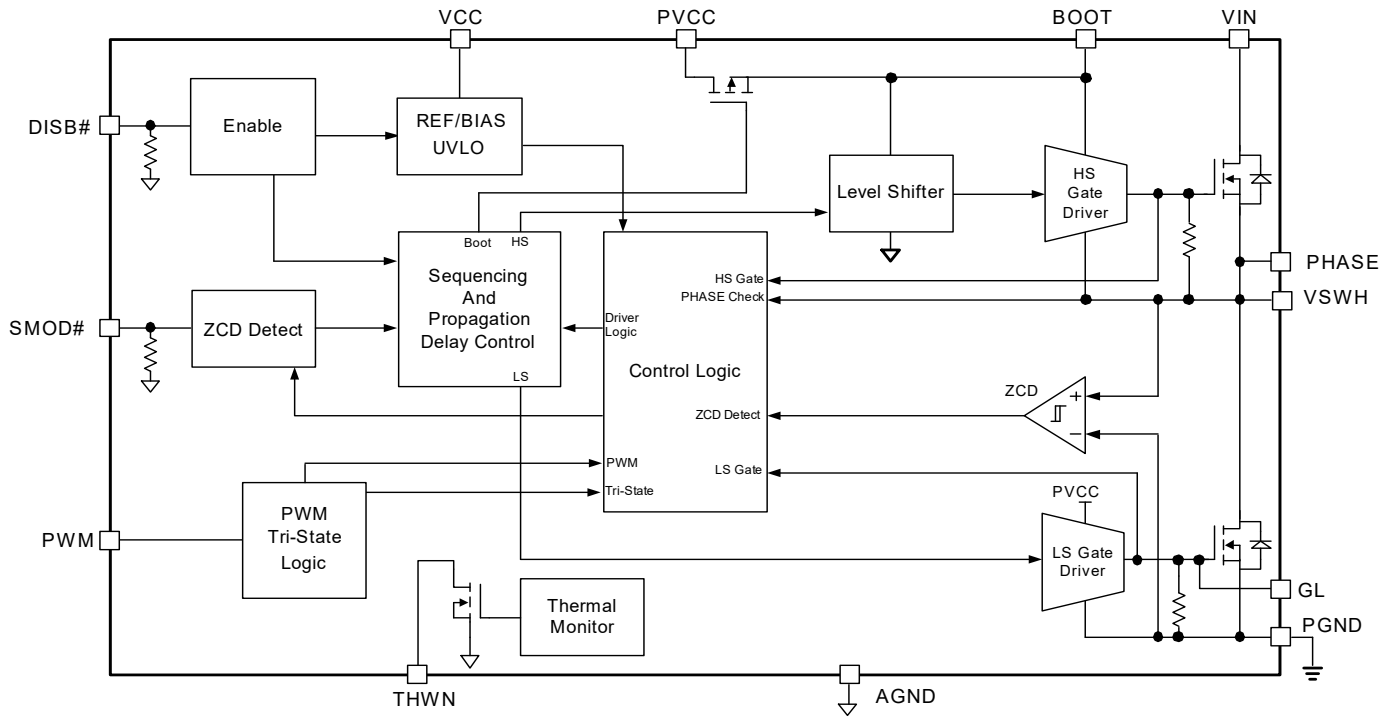 VCC
PVCC
BOOT
VIN
DISB#
Enable
REF/BIAS
UVLO
Level Shifter
HS
Gate
Driver
Boot
HS
Sequencing
And
Propagation
Delay Control
LS
HS Gate
PHASE Check
Driver
Logic
Control Logic
ZCD Detect
LS Gate
PWM
Tri-State
PHASE
VSWH
SMOD#
ZCD Detect
ZCD
+
−
PWM
PWM
Tri-State
Logic
PVCC
LS Gate
Driver
Thermal
Monitor
GL
PGND
THWN
AGND